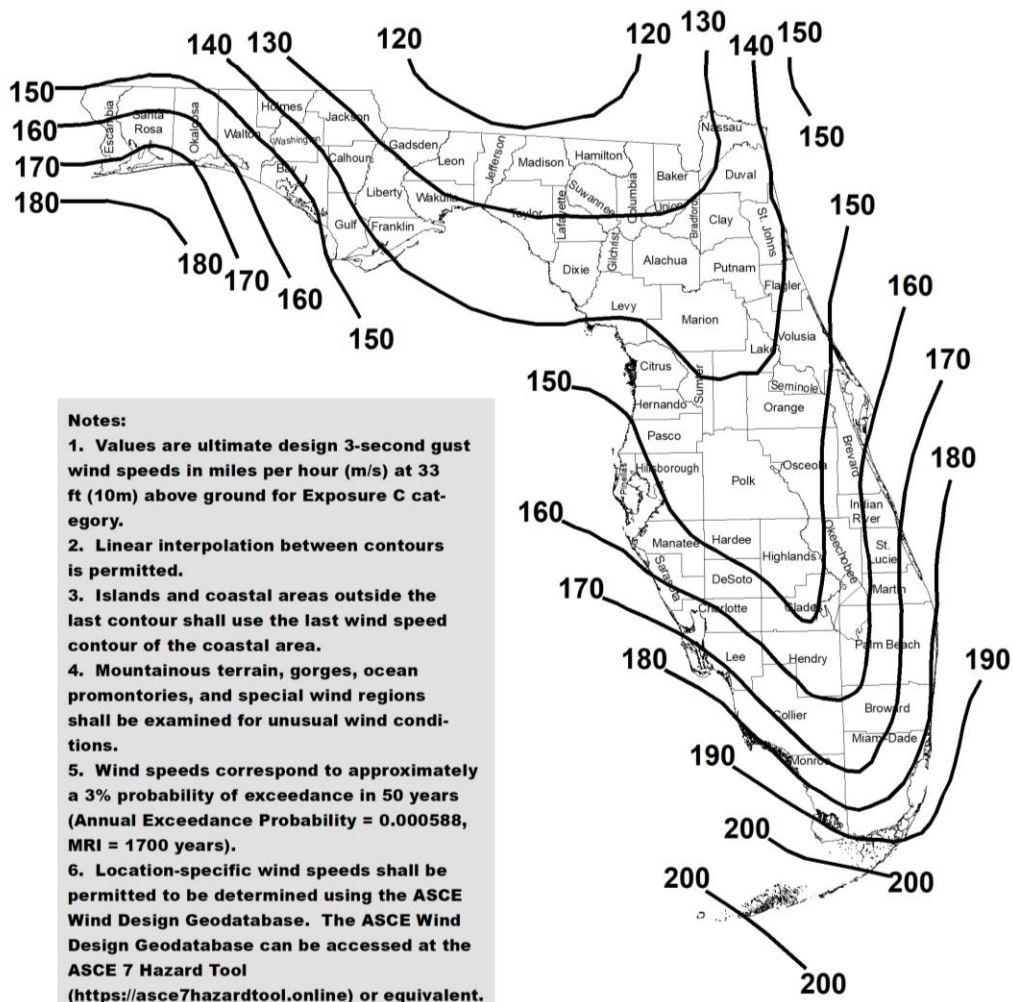 150
140
130
120
120
130
140
150
150
160
170
180
180
170
160
150
150
160
170
180
150
160
170
180
190
190
200
200
200
200
Escambia
Santa
Rosa
Okaloosa
Walton
Holmes
Washington
Bay
Jackson
Calhoun
Gulf
Gadsden
Liberty
Franklin
Leon
Wakulla
Jefferson
Madison
Taylor
Hamilton
Suwannee
Lafayette
Dixie
Columbia
Gilchrist
Levy
Baker
Union
Bradford
Alachua
Nassau
Duval
Clay
St. Johns
Putnam
Flagler
Marion
Volusia
Lake
Citrus
Sumter
Hernando
Seminole
Orange
Pasco
Brevard
Hillsborough
Pinellas
Polk
Osceola
Indian
River
Manatee
Hardee
Highlands
Okeechobee
St.
Lucie
Sarasota
DeSoto
Martin
Charlotte
Glades
Palm Beach
Lee
Hendry
Collier
Broward
Miami-Dade
Monroe
Notes:
1. Values are ultimate design 3-second gust
wind speeds in miles per hour (m/s) at 33
ft (10m) above ground for Exposure C cat-
egory.
2. Linear interpolation between contours
is permitted.
3. Islands and coastal areas outside the
last contour shall use the last wind speed
contour of the coastal area.
4. Mountainous terrain, gorges, ocean
promontories, and special wind regions
shall be examined for unusual wind condi-
tions.
5. Wind speeds correspond to approximately
a 3% probability of exceedance in 50 years
(Annual Exceedance Probability = 0.000588,
MRI = 1700 years).
6. Location-specific wind speeds shall be
permitted to be determined using the ASCE
Wind Design Geodatabase. The ASCE Wind
Design Geodatabase can be accessed at the
ASCE 7 Hazard Tool
(https://asce7hazardtool.online) or equivalent.